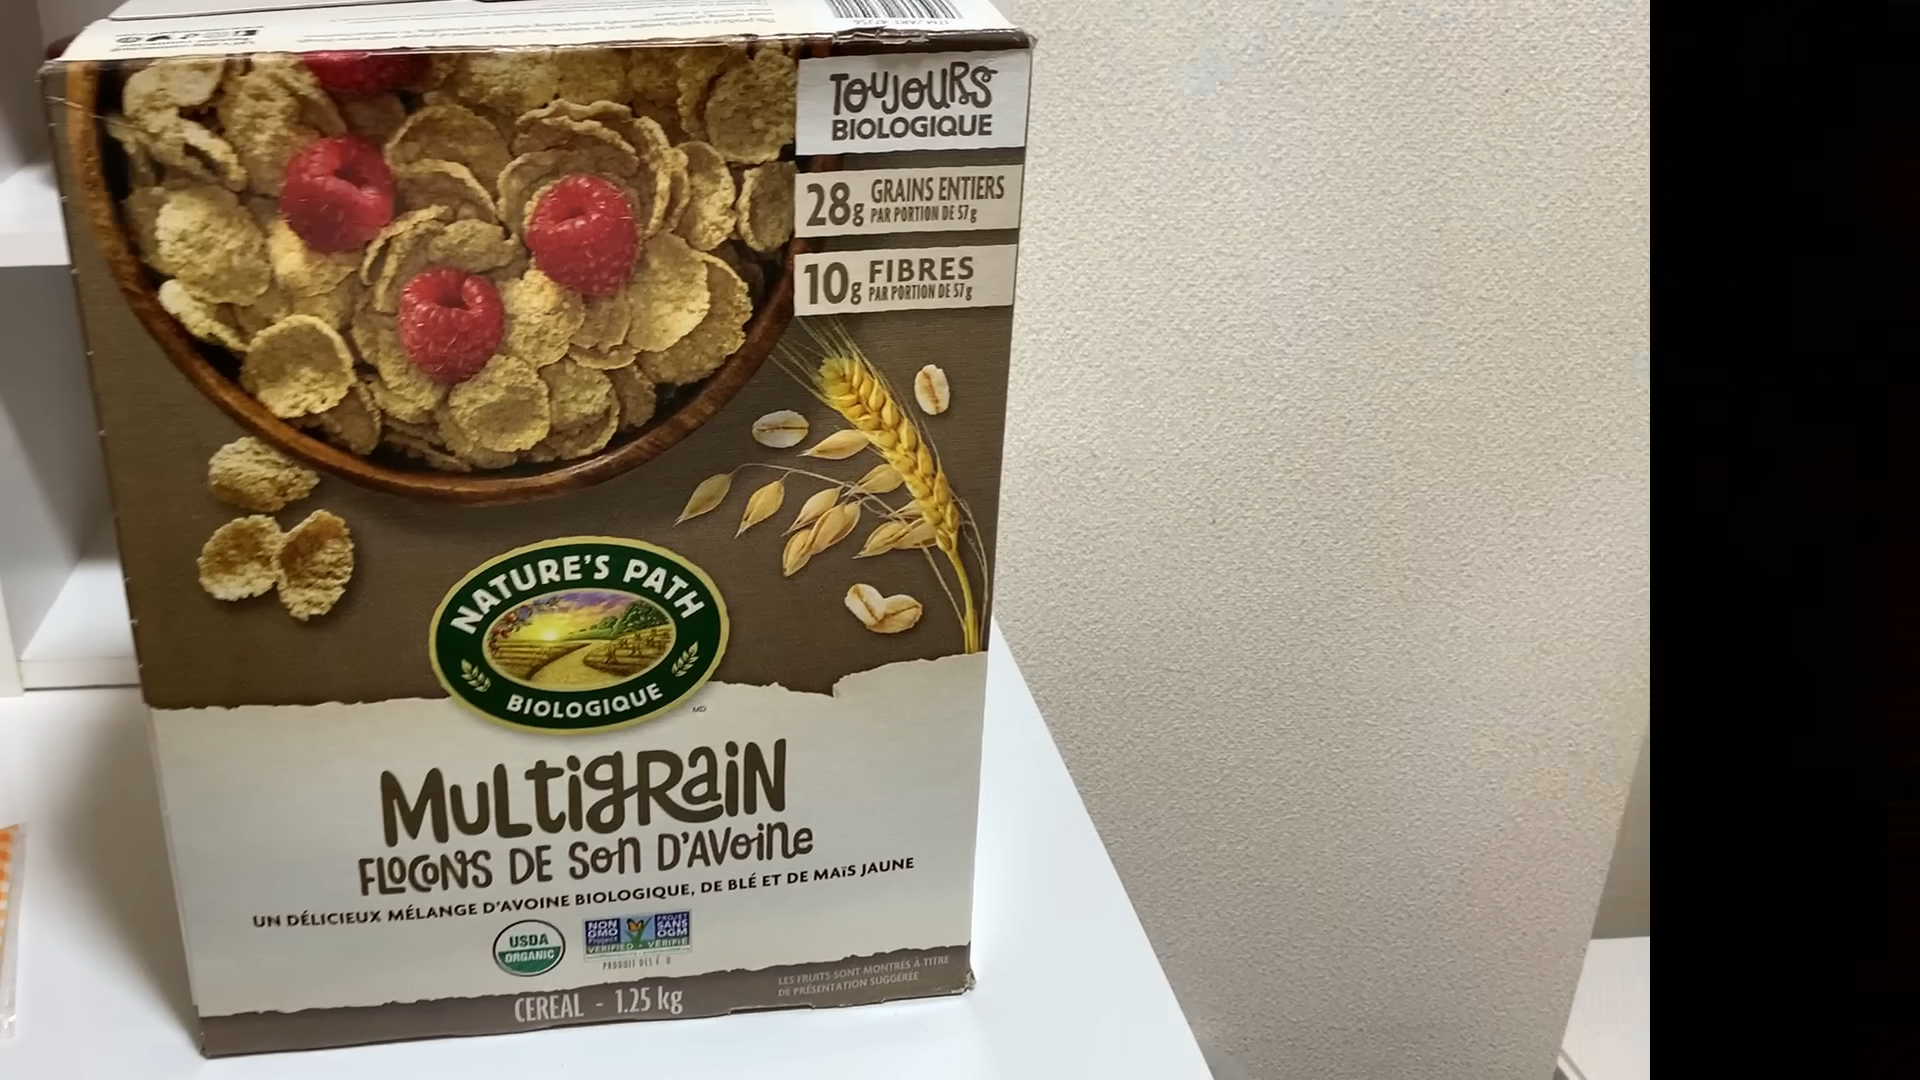 TOUJOURS
BIOLOGIQUE
28g GRAINS ENTIERS
PAR PORTION DE 57g
10g FIBRES
PAR PORTION DE 57g
NATURE'S PATH
BIOLOGIQUE
MD
MULTIGRAIN
FLOCONS DE SON D'AVOINE
UN DÉLICIEUX MÉLANGE D'AVOINE BIOLOGIQUE, DE BLÉ ET DE MAÏS JAUNE
USDA
ORGANIC
NON
GMO
Project
VERIFIED
PROJET
SANS
OGM
VÉRIFIÉ
PRODUIT DES É.-U
LES FRUITS SONT MONTRÉS À TITRE
DE PRÉSENTATION SUGGÉRÉE
CEREAL - 1.25 kg